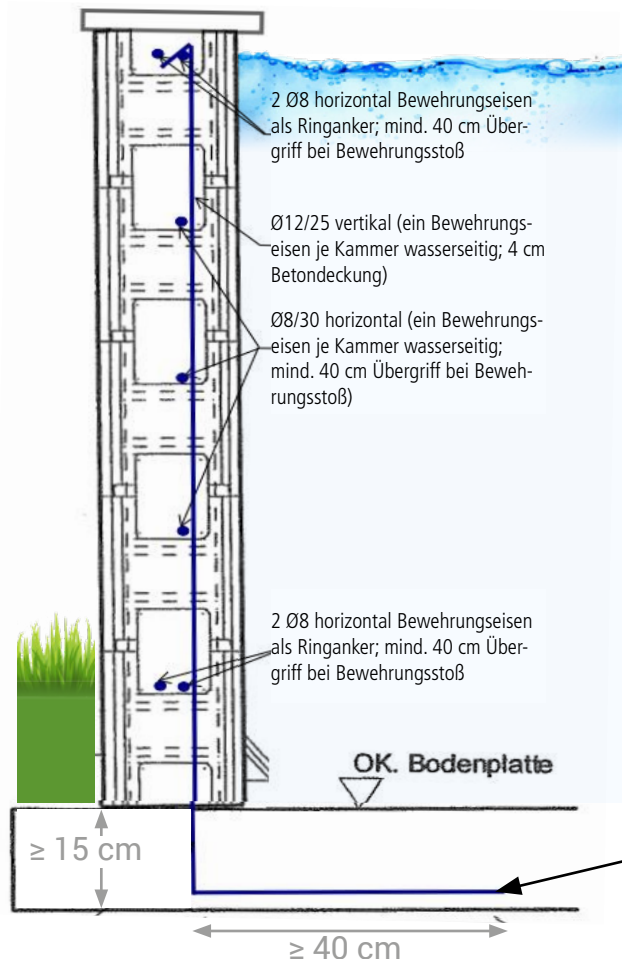 2 Ø8 horizontal Bewehrungseisen
als Ringanker; mind. 40 cm Über-
griff bei Bewehrungsstoß
Ø12/25 vertikal (ein Bewehrungs-
eisen je Kammer wasserseitig; 4 cm
Betondeckung)
Ø8/30 horizontal (ein Bewehrungs-
eisen je Kammer wasserseitig;
mind. 40 cm Übergriff bei Beweh-
rungsstoß)
2 Ø8 horizontal Bewehrungseisen
als Ringanker; mind. 40 cm Über-
griff bei Bewehrungsstoß
OK. Bodenplatte
≥ 15 cm
≥ 40 cm